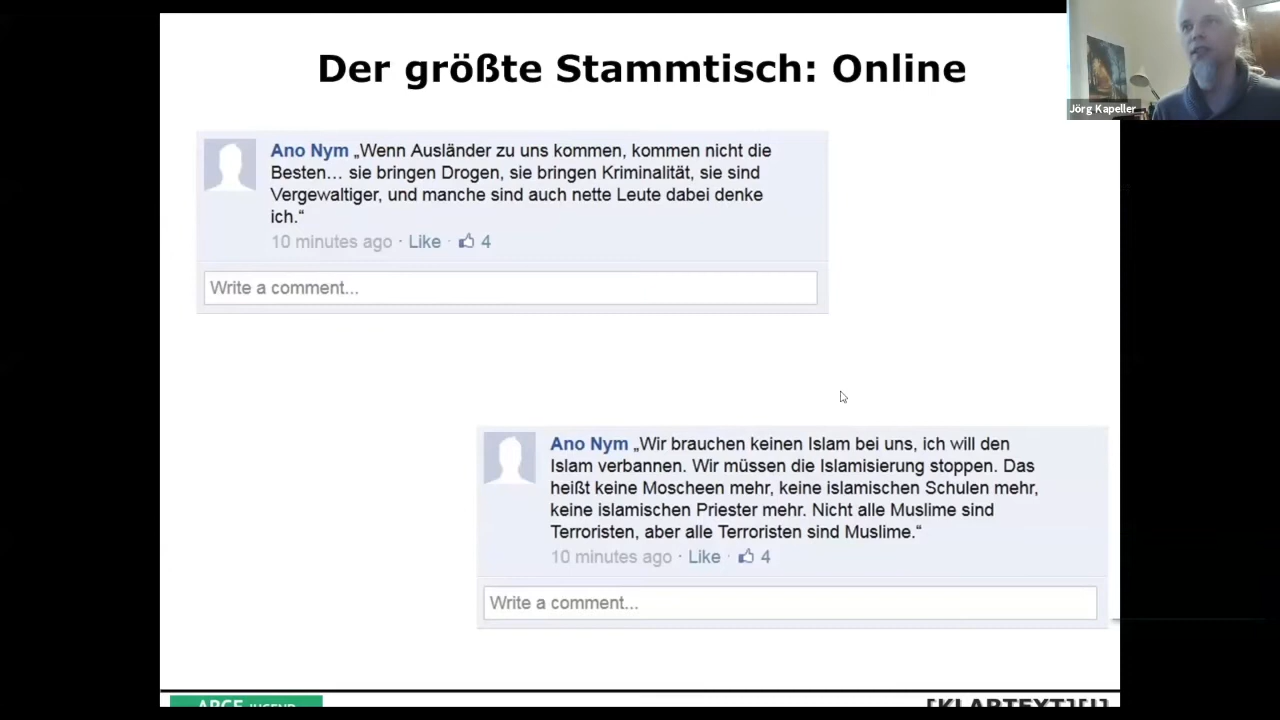 Der größte Stammtisch: Online
Jörg Kapeller
Ano Nym „Wenn Ausländer zu uns kommen, kommen nicht die
Besten… sie bringen Drogen, sie bringen Kriminalität, sie sind
Vergewaltiger, und manche sind auch nette Leute dabei denke
ich.“
10 minutes ago · Like · 4
Write a comment...
Ano Nym „Wir brauchen keinen Islam bei uns, ich will den
Islam verbannen. Wir müssen die Islamisierung stoppen. Das
heißt keine Moscheen mehr, keine islamischen Schulen mehr,
keine islamischen Priester mehr. Nicht alle Muslime sind
Terroristen, aber alle Terroristen sind Muslime.“
10 minutes ago · Like · 4
Write a comment...
ARGE JUGEND
[KLARTEXT][!]